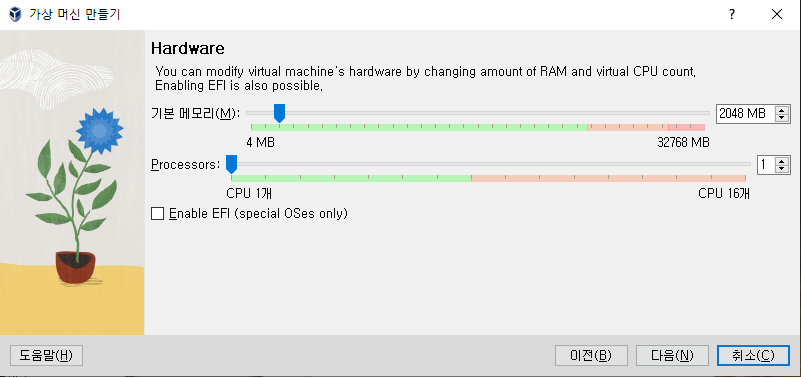 가상 머신 만들기
?
Hardware
You can modify virtual machine's hardware by changing amount of RAM and virtual CPU count.
Enabling EFI is also possible.
기본 메모리(M): 2048 MB
4 MB 32768 MB
Processors: 1
CPU 1개 CPU 16개
Enable EFI (special OSes only)
도움말(H) 이전(B) 다음(N) 취소(C)